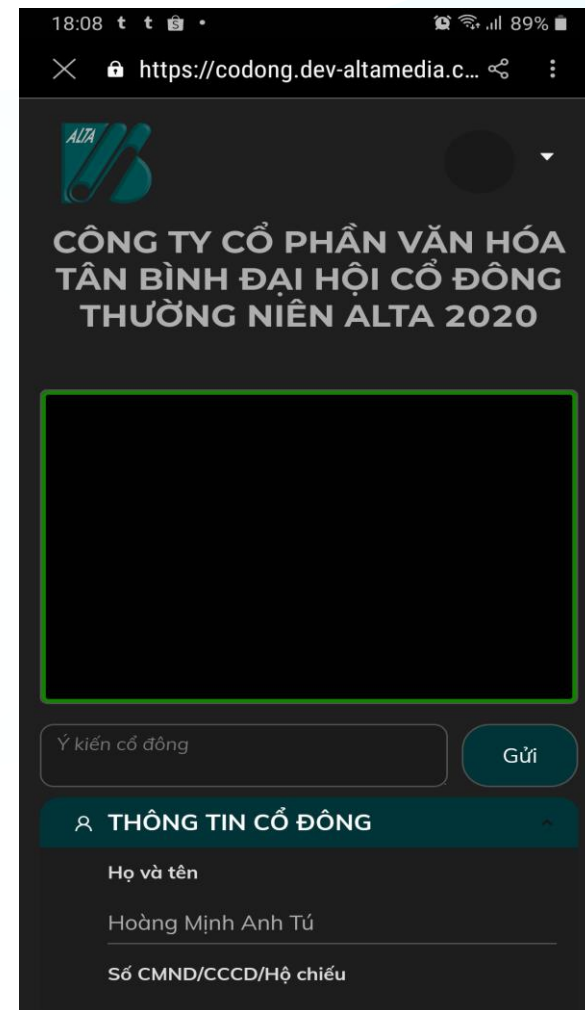 18:08 t t S • 89%
https://codong.dev-altamedia.c...
ALTA
CÔNG TY CỔ PHẦN VĂN HÓA
TÂN BÌNH ĐẠI HỘI CỔ ĐÔNG
THƯỜNG NIÊN ALTA 2020
Ý kiến cổ đông
Gửi
THÔNG TIN CỔ ĐÔNG
Họ và tên
Hoàng Mịnh Anh Tú
Số CMND/CCCD/Hộ chiếu